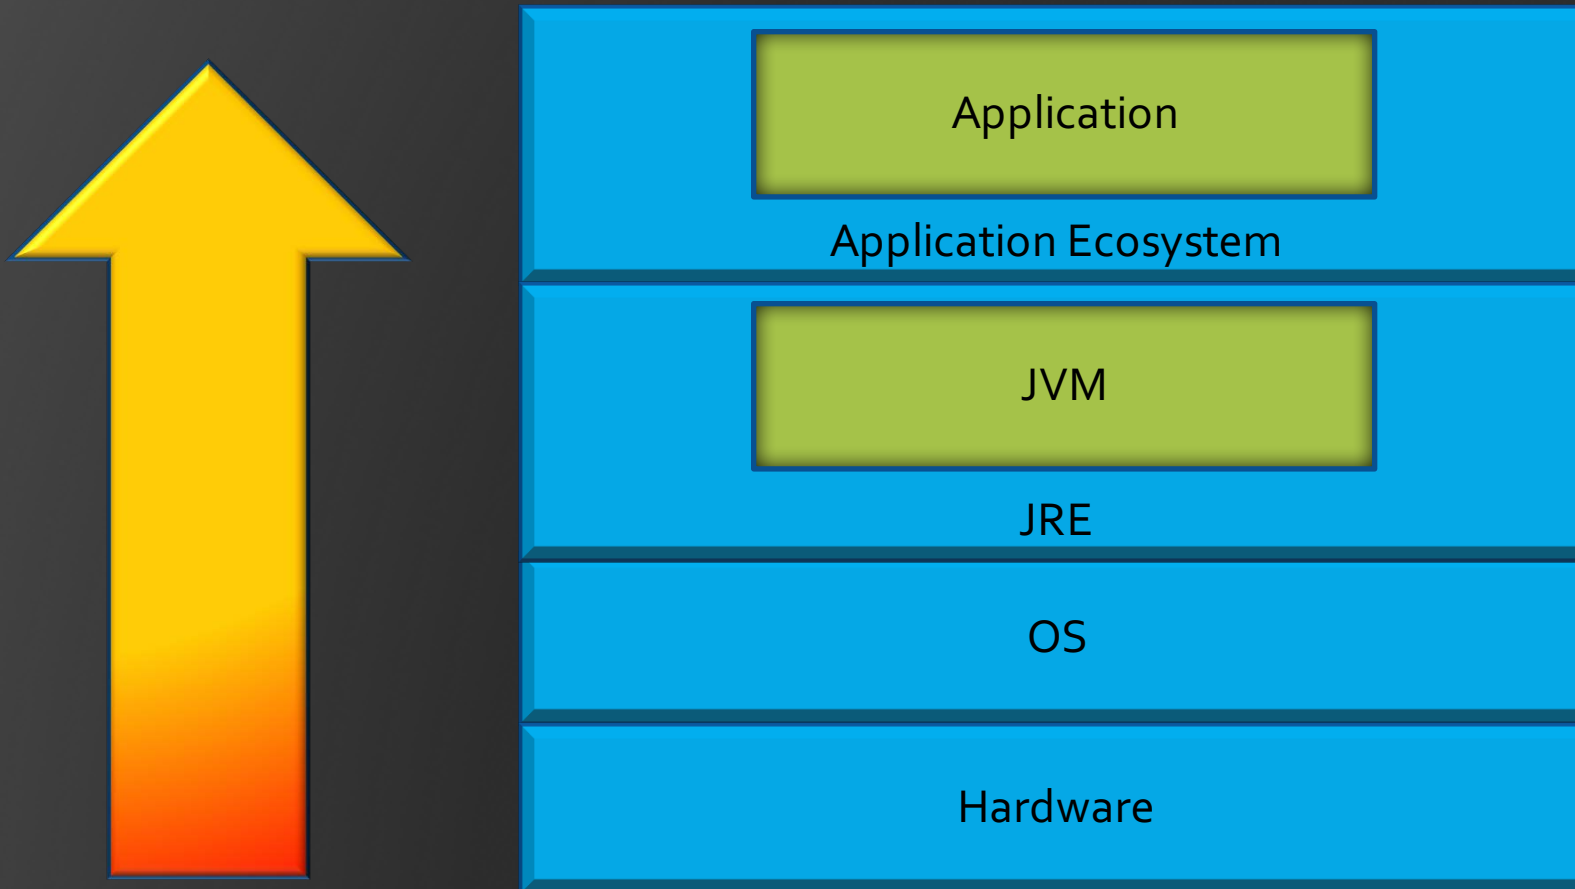 Application
Application Ecosystem
JVM
JRE
OS
Hardware